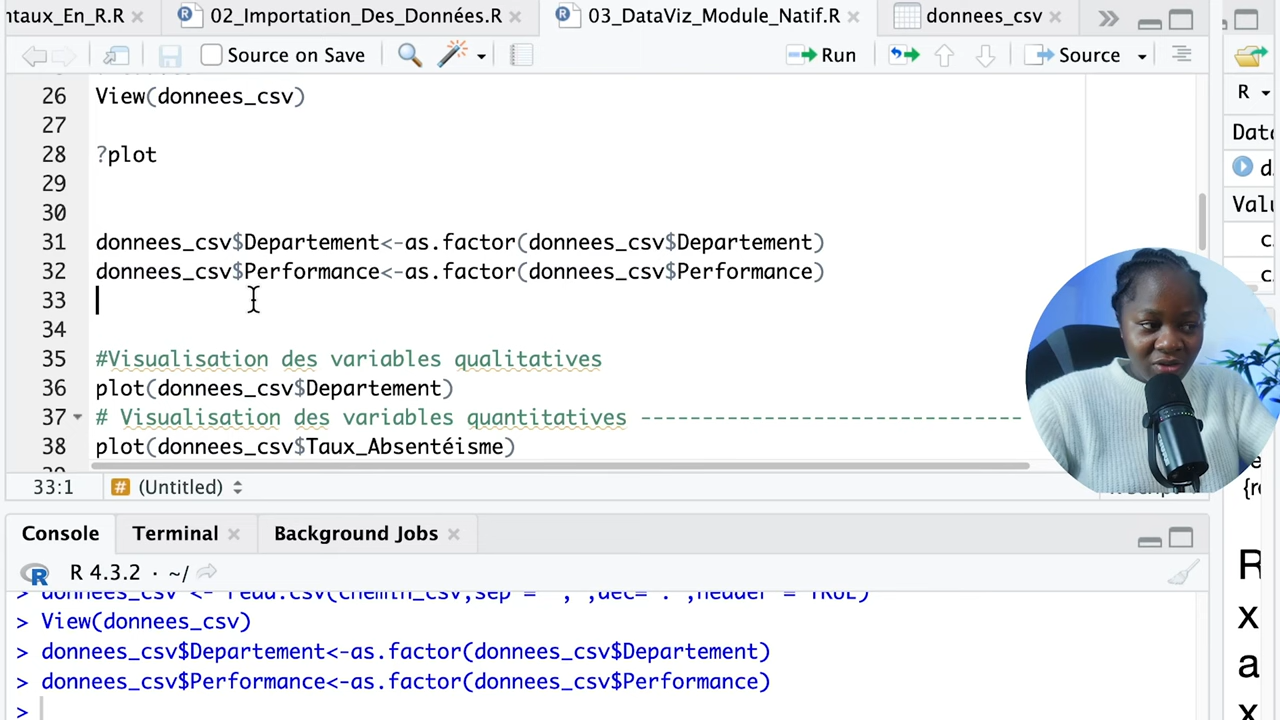 ntaux_En_R.R
02_Importation_Des_Données.R
03_DataViz_Module_Natif.R
donnees_csv
Source on Save
Run
Source
R
26 View(donnees_csv)
27
28 ?plot
29
30
31 donnees_csv$Departement<-as.factor(donnees_csv$Departement)
32 donnees_csv$Performance<-as.factor(donnees_csv$Performance)
33
34
35 #Visualisation des variables qualitatives
36 plot(donnees_csv$Departement)
37 # Visualisation des variables quantitatives -------------------------------
38 plot(donnees_csv$Taux_Absentéisme)
33:1 (Untitled)
Console Terminal Background Jobs
R 4.3.2 · ~/
> View(donnees_csv)
> donnees_csv$Departement<-as.factor(donnees_csv$Departement)
> donnees_csv$Performance<-as.factor(donnees_csv$Performance)
>
Data
d
Valu
c
c
{r
R
x
a
x